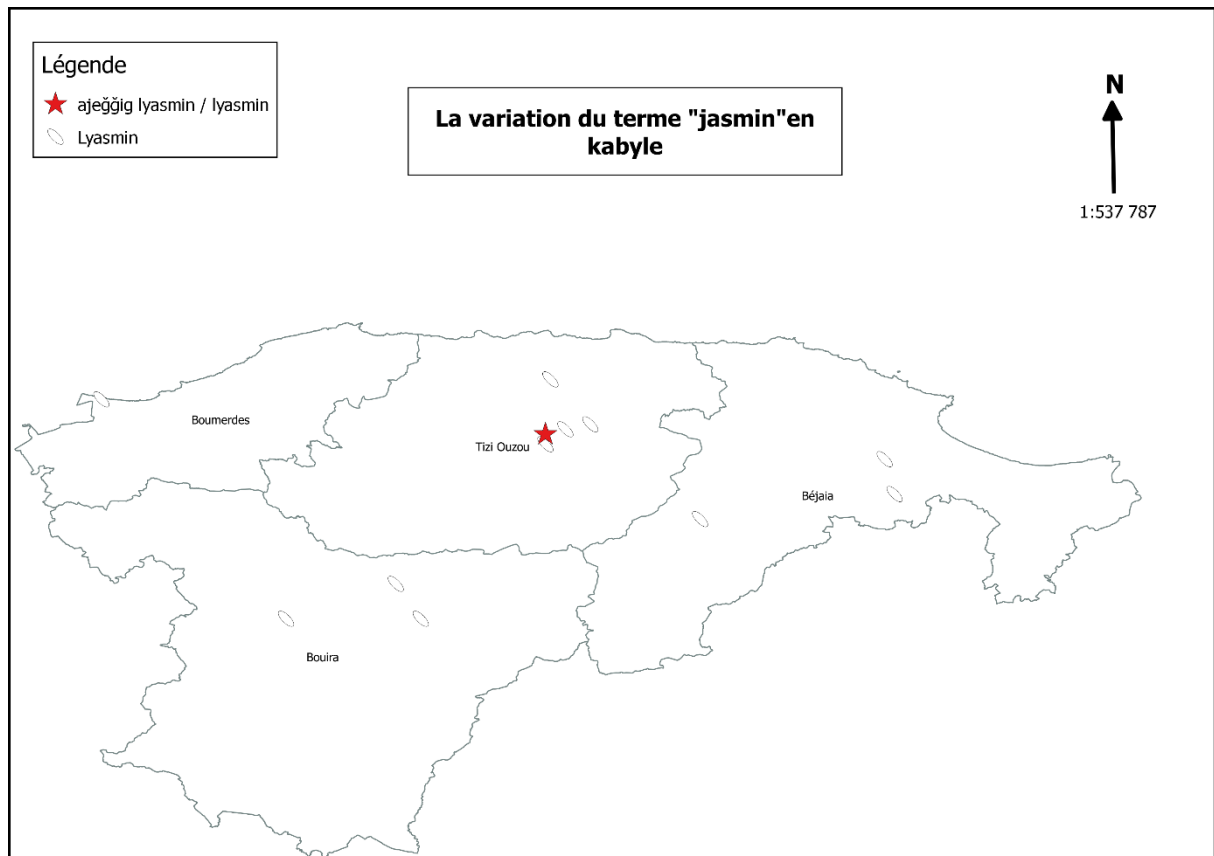 Légende
ajeğğig lyasmin / lyasmin
Lyasmin
La variation du terme "jasmin"en
kabyle
N
1:537 787
Boumerdes
Tizi Ouzou
Béjaia
Bouira